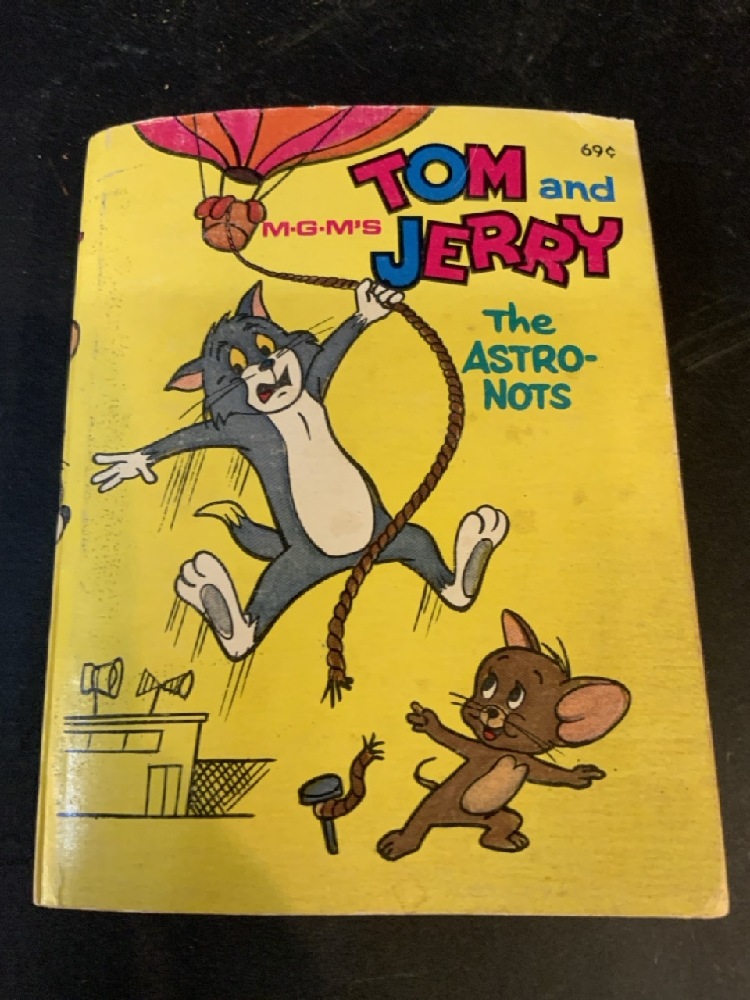 69¢
TOM and
M·G·M'S JERRY
The
ASTRO-
NOTS